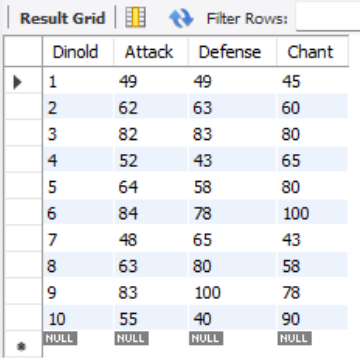 Result Grid Filter Rows:
DinoId Attack Defense Chant
1 49 49 45
2 62 63 60
3 82 83 80
4 52 43 65
5 64 58 80
6 84 78 100
7 48 65 43
8 63 80 58
9 83 100 78
10 55 40 90
NULL NULL NULL NULL